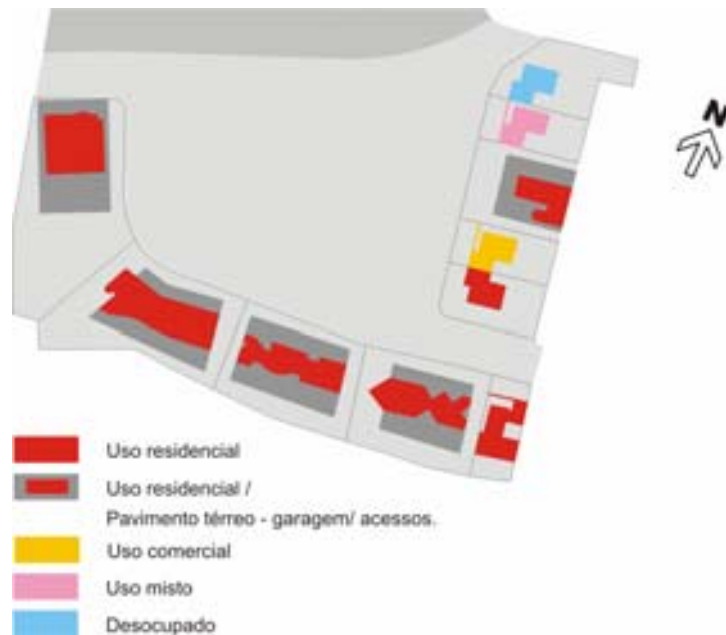 N
Uso residencial
Uso residencial /
Pavimento térreo - garagem/ acessos.
Uso comercial
Uso misto
Desocupado